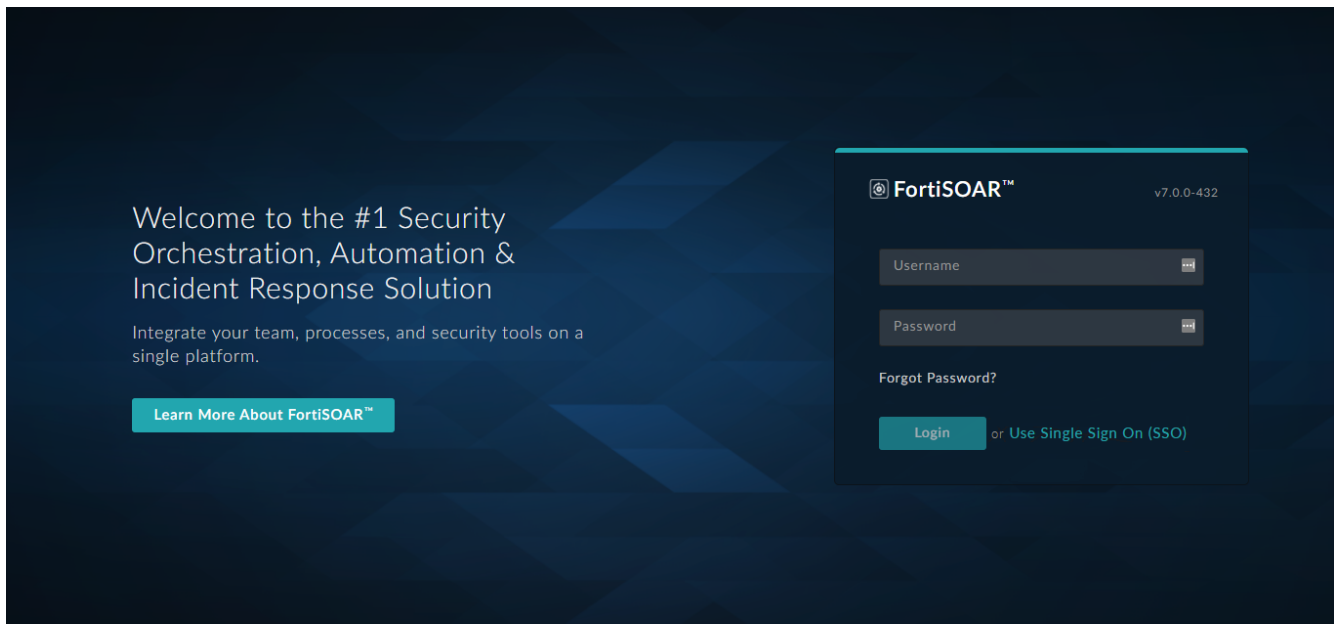 Welcome to the #1 Security
Orchestration, Automation &
Incident Response Solution
Integrate your team, processes, and security tools on a
single platform.
Learn More About FortiSOAR™
FortiSOAR™
v7.0.0-432
Username
Password
Forgot Password?
Login or Use Single Sign On (SSO)